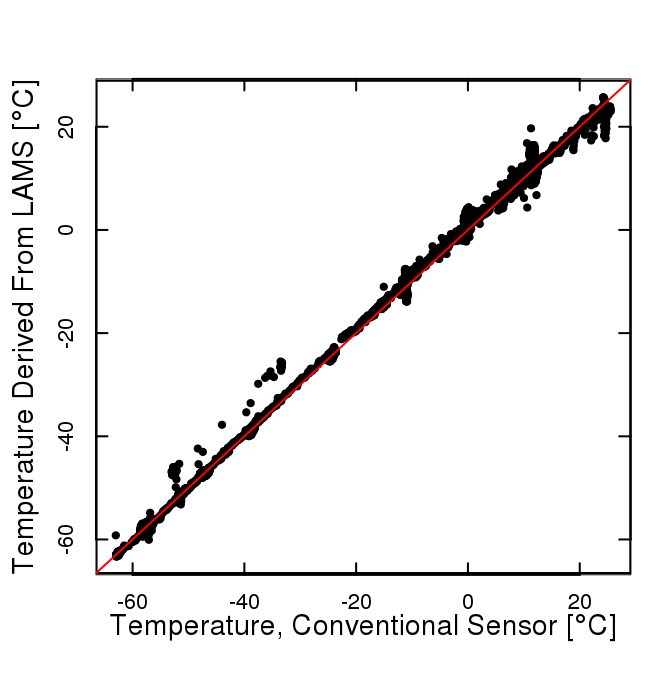 Temperature Derived From LAMS [°C]
20
0
-20
-40
-60
-60 -40 -20 0 20
Temperature, Conventional Sensor [°C]